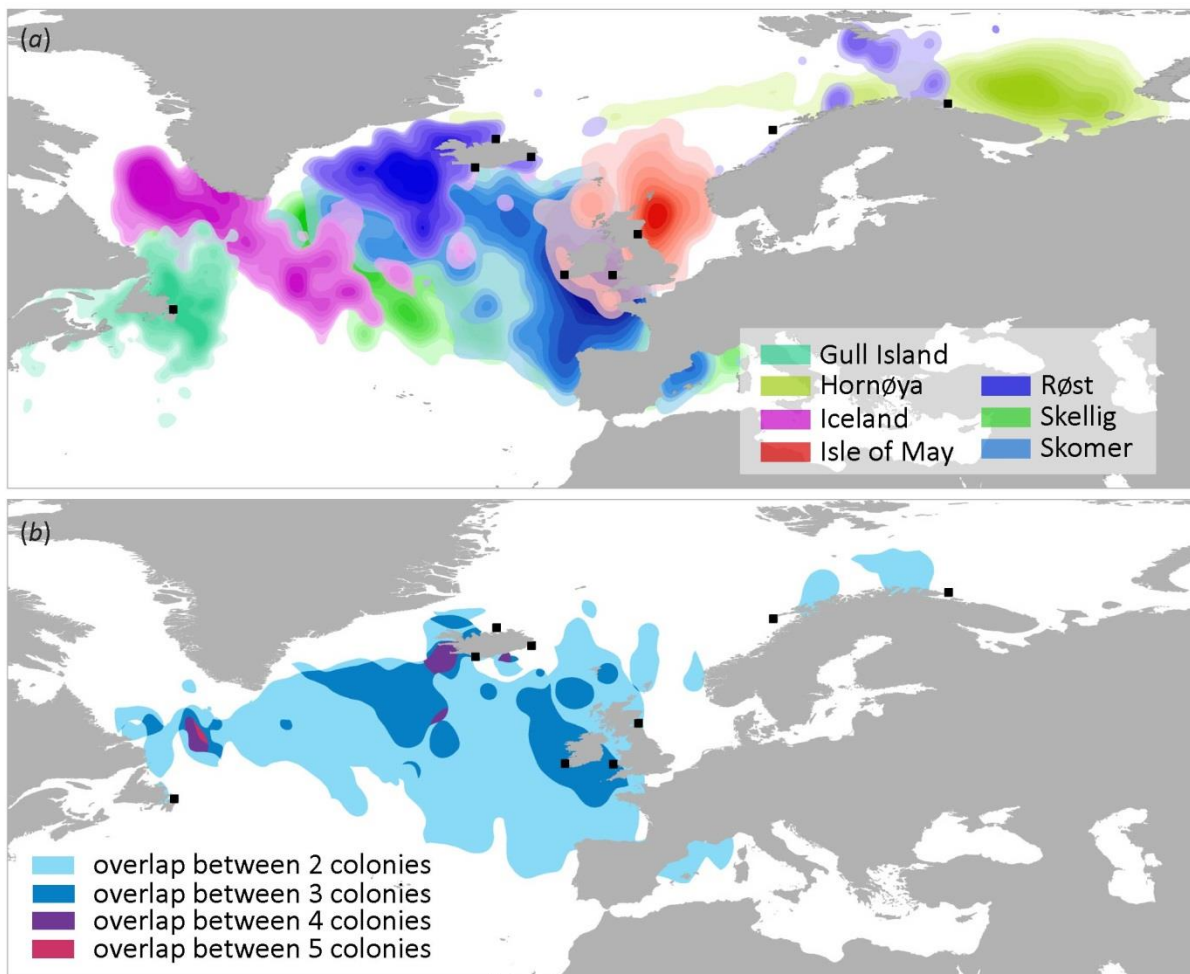 (a)
Gull Island
Hornøya
Iceland
Isle of May
Røst
Skellig
Skomer
(b)
overlap between 2 colonies
overlap between 3 colonies
overlap between 4 colonies
overlap between 5 colonies